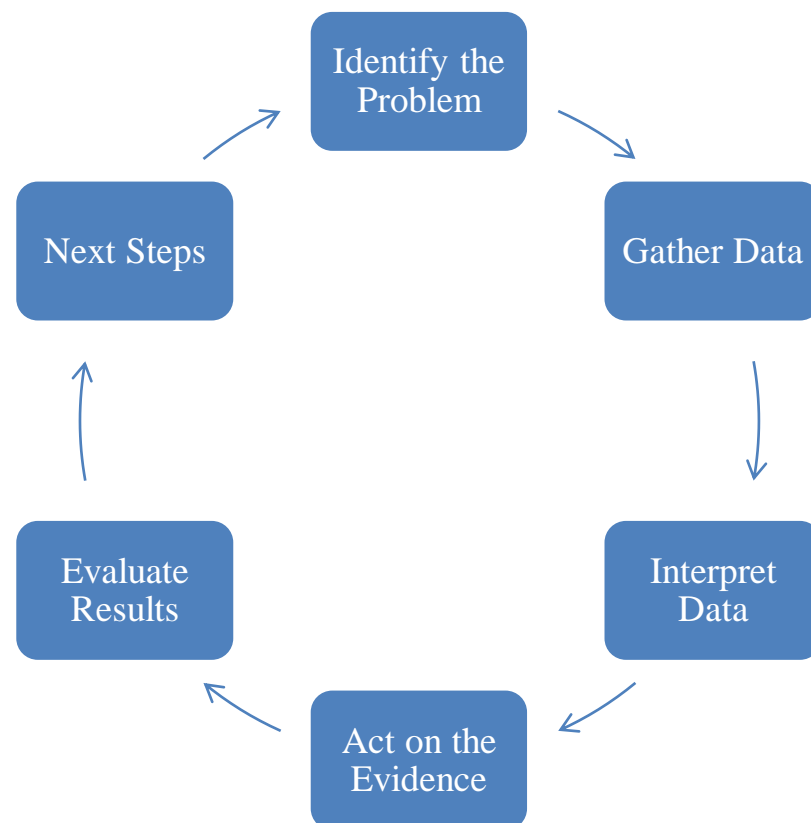 Identify the
Problem
Gather Data
Interpret
Data
Act on the
Evidence
Evaluate
Results
Next Steps